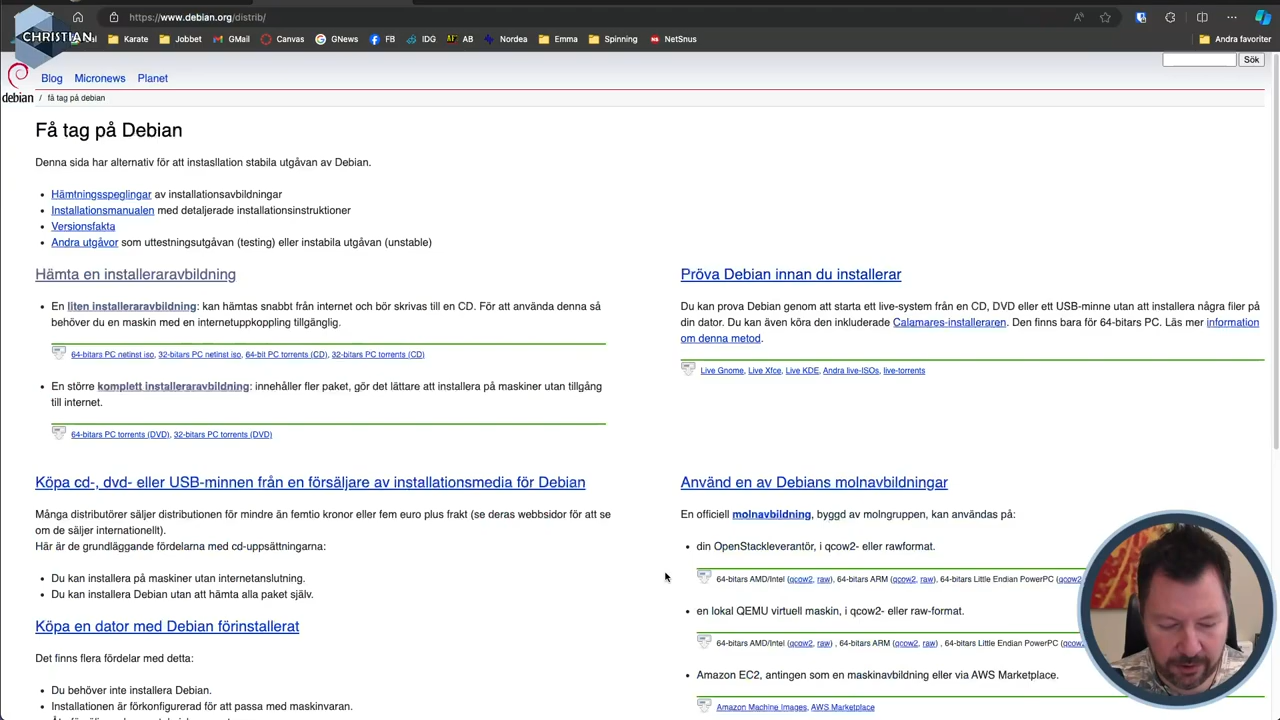 https://www.debian.org/distrib/
CHRISTIAN
Karate
Jobbet
GMail
Canvas
GNews
FB
IDG
AF AB
Nordea
Emma
Spinning
NS NetSnus
Andra favoriter
Sök
Blog Micronews Planet
debian / få tag på debian
Få tag på Debian
Denna sida har alternativ för att instasllation stabila utgåvan av Debian.
• Hämtningsspeglingar av installationsavbildningar
• Installationsmanualen med detaljerade installationsinstruktioner
• Versionsfakta
• Andra utgåvor som uttestningsutgåvan (testing) eller instabila utgåvan (unstable)
Hämta en installeraravbildning
• En liten installeraravbildning: kan hämtas snabbt från internet och bör skrivas till en CD. För att använda denna så
behöver du en maskin med en internetuppkoppling tillgänglig.
64-bitars PC netinst iso, 32-bitars PC netinst iso, 64-bit PC torrents (CD), 32-bitars PC torrents (CD)
• En större komplett installeraravbildning: innehåller fler paket, gör det lättare att installera på maskiner utan tillgång
till internet.
64-bitars PC torrents (DVD), 32-bitars PC torrents (DVD)
Pröva Debian innan du installerar
Du kan prova Debian genom att starta ett live-system från en CD, DVD eller ett USB-minne utan att installera några filer på
din dator. Du kan även köra den inkluderade Calamares-installeraren. Den finns bara för 64-bitars PC. Läs mer information
om denna metod.
Live Gnome, Live Xfce, Live KDE, Andra live-ISOs, live-torrents
Köpa cd-, dvd- eller USB-minnen från en försäljare av installationsmedia för Debian
Många distributörer säljer distributionen för mindre än femtio kronor eller fem euro plus frakt (se deras webbsidor för att se
om de säljer internationellt).
Här är de grundläggande fördelarna med cd-uppsättningarna:
• Du kan installera på maskiner utan internetanslutning.
• Du kan installera Debian utan att hämta alla paket själv.
Köpa en dator med Debian förinstallerat
Det finns flera fördelar med detta:
• Du behöver inte installera Debian.
• Installationen är förkonfigurerad för att passa med maskinvaran.
Använd en av Debians molnavbildningar
En officiell molnavbildning, byggd av molngruppen, kan användas på:
• din OpenStackleverantör, i qcow2- eller rawformat.
64-bitars AMD/Intel (qcow2, raw), 64-bitars ARM (qcow2, raw), 64-bitars Little Endian PowerPC (qcow2
• en lokal QEMU virtuell maskin, i qcow2- eller raw-format.
64-bitars AMD/Intel (qcow2, raw) , 64-bitars ARM (qcow2, raw) , 64-bitars Little Endian PowerPC (qcow
• Amazon EC2, antingen som en maskinavbildning eller via AWS Marketplace.
Amazon Machine Images, AWS Marketplace